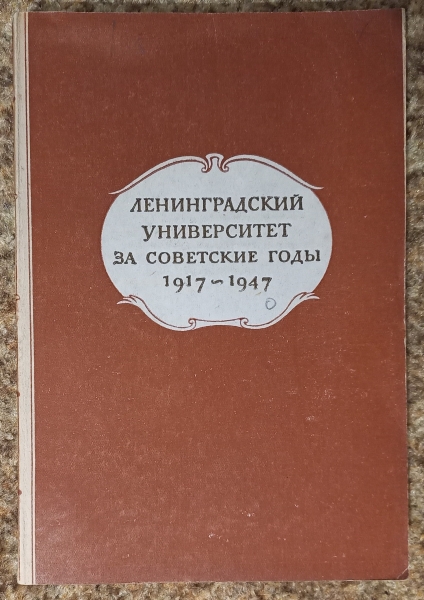 ЛЕНИНГРАДСКИЙ
УНИВЕРСИТЕТ
ЗА СОВЕТСКИЕ ГОДЫ
1917~1947